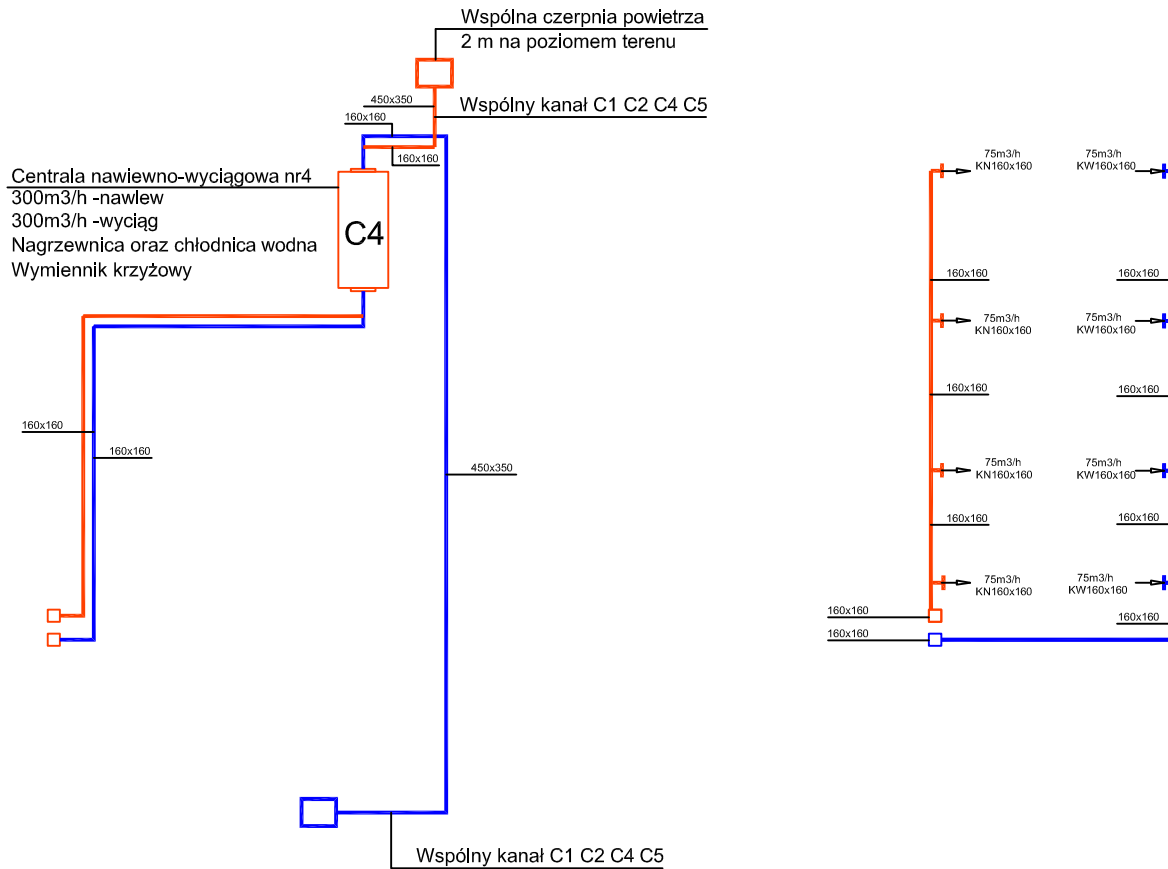 Wspólna czerpnia powietrza
2 m na poziomem terenu
450x350
Wspólny kanał C1 C2 C4 C5
160x160
160x160
Centrala nawiewno-wyciągowa nr4
300m3/h -nawlew
300m3/h -wyciąg
Nagrzewnica oraz chłodnica wodna
Wymiennik krzyżowy
C4
160x160
160x160
450x350
Wspólny kanał C1 C2 C4 C5
75m3/h
KN160x160
75m3/h
KW160x160
160x160
160x160
75m3/h
KN160x160
75m3/h
KW160x160
160x160
160x160
75m3/h
KN160x160
75m3/h
KW160x160
160x160
160x160
75m3/h
KN160x160
75m3/h
KW160x160
160x160
160x160
160x160